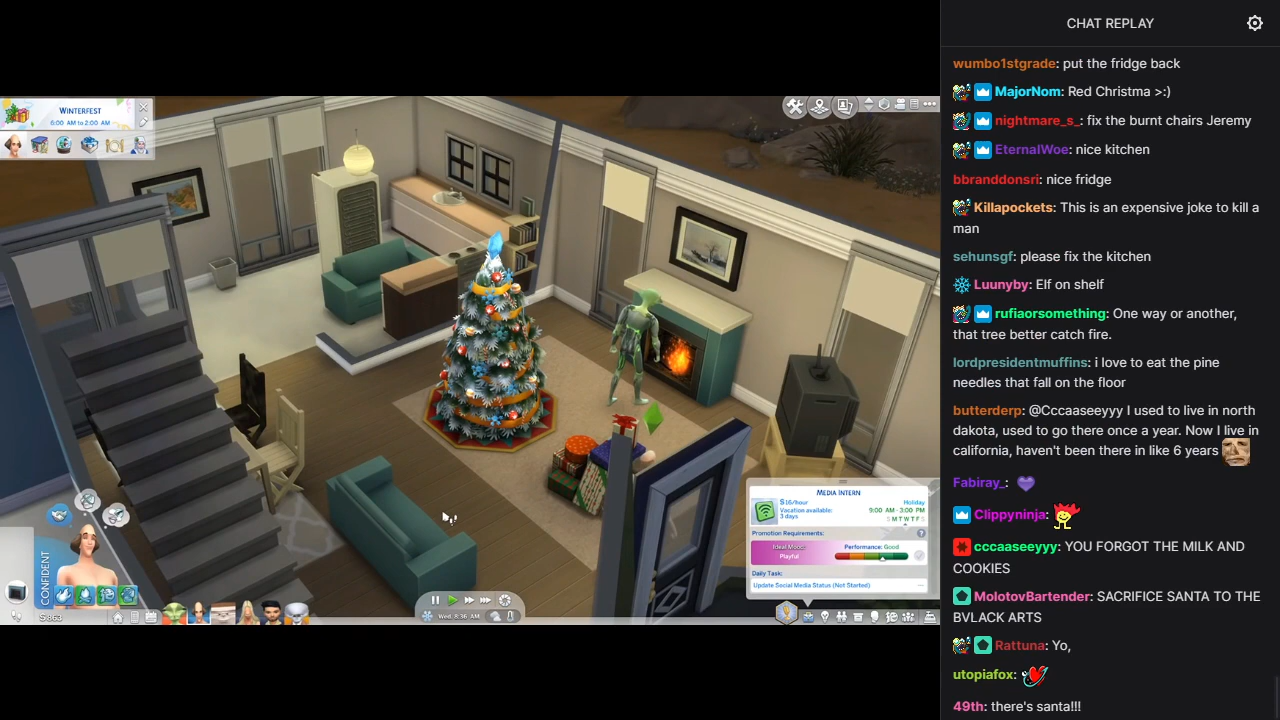 CHAT REPLAY
wumbo1stgrade: put the fridge back
MajorNom: Red Christma >:)
nightmare_s_: fix the burnt chairs Jeremy
EternalWoe: nice kitchen
bbranddonsri: nice fridge
Killapockets: This is an expensive joke to kill a
man
sehunsgf: please fix the kitchen
Luunyby: Elf on shelf
rufiaorsomething: One way or another,
that tree better catch fire.
lordpresidentmuffins: i love to eat the pine
needles that fall on the floor
butterderp: @Cccaaseeyyy I used to live in north
dakota, used to go there once a year. Now I live in
california, haven't been there in like 6 years
Fabiray_:
Clippyninja:
cccaaseeyyy: YOU FORGOT THE MILK AND
COOKIES
MolotovBartender: SACRIFICE SANTA TO THE
BVLACK ARTS
Rattuna: Yo,
utopiafox:
49th: there's santa!!!
WINTERFEST
6:00 AM to 2:00 AM
MEDIA INTERN
$16/hour
Vacation available:
3 days
Holiday
9:00 AM - 3:00 PM
S M T W T F S
Promotion Requirements:
?
Ideal Mood:
Playful
Performance: Good
Daily Task:
Update Social Media Status (Not Started)
CONFIDENT
Wed. 8:36 AM